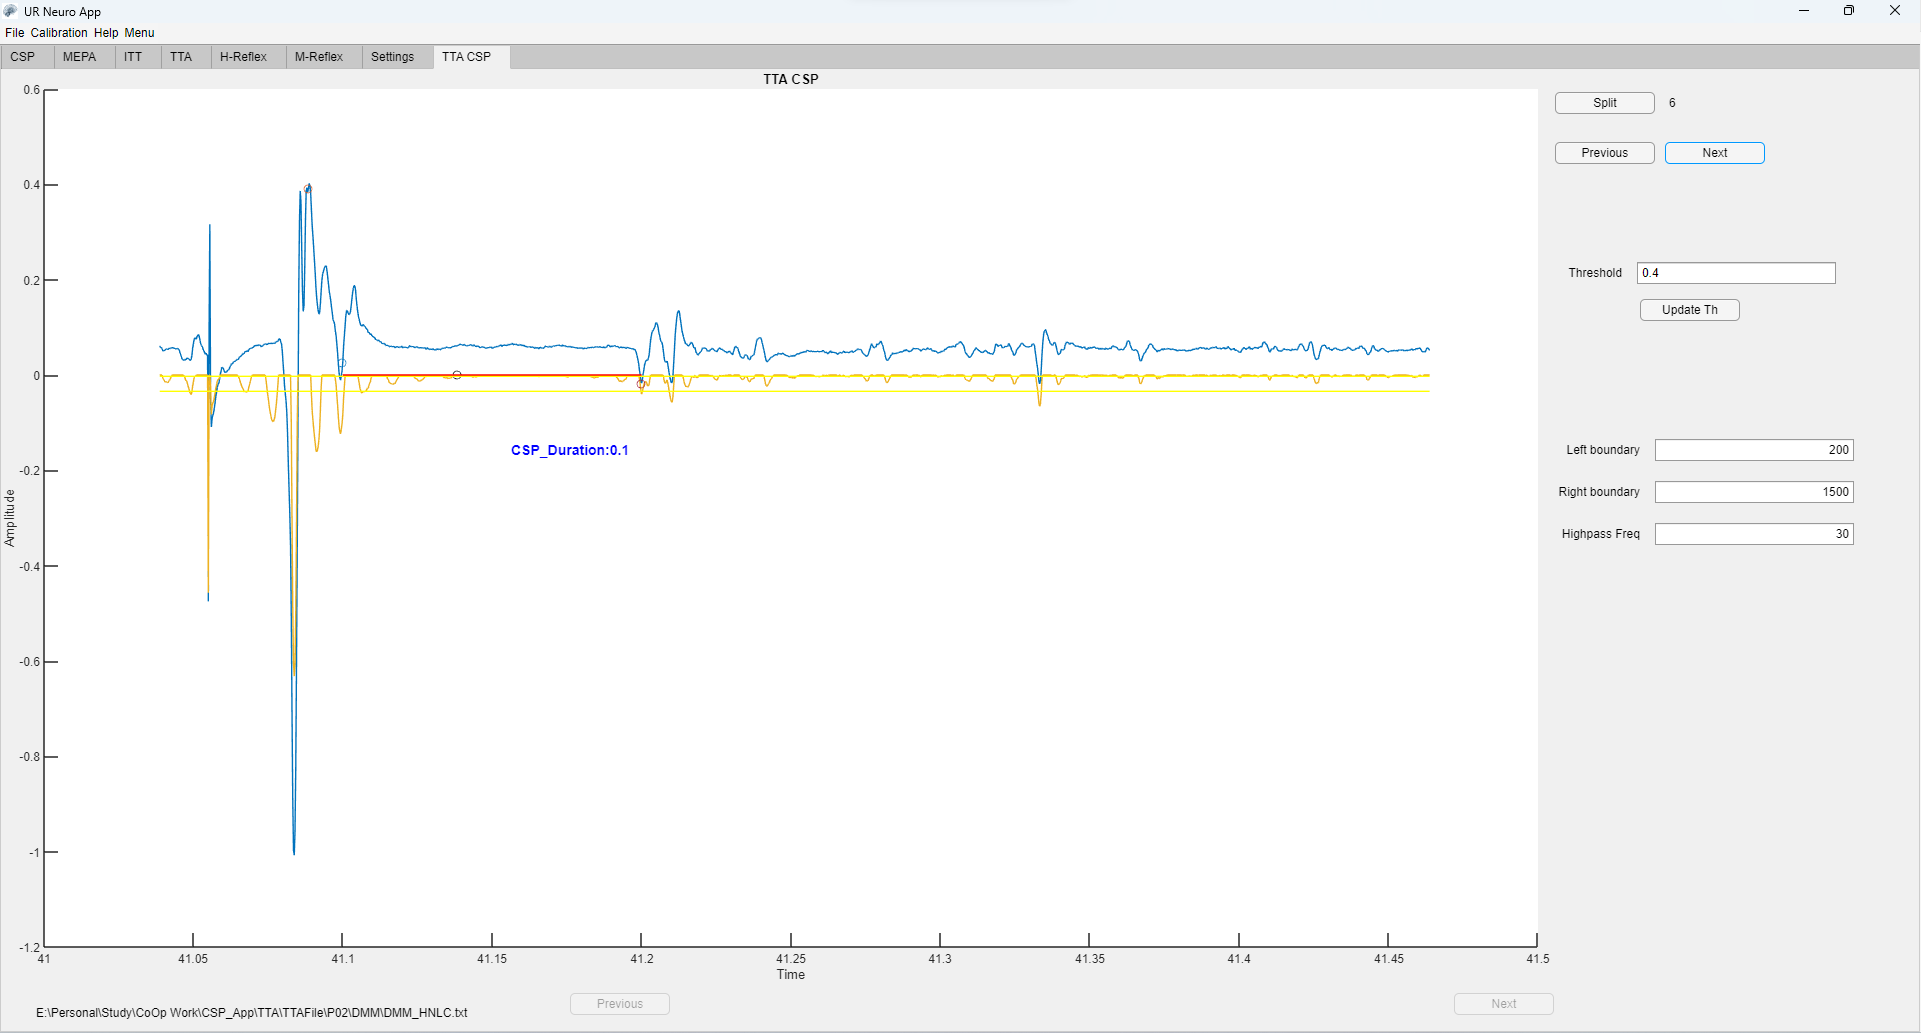 UR Neuro App
File Calibration Help Menu
CSP MEPA ITT TTA H-Reflex M-Reflex Settings TTA CSP
TTA CSP
0.6
0.4
0.2
0
-0.2
-0.4
-0.6
-0.8
-1
-1.2
Amplitude
CSP_Duration:0.1
41 41.05 41.1 41.15 41.2 41.25 41.3 41.35 41.4 41.45 41.5
Time
Split 6
Previous Next
Threshold 0.4
Update Th
Left boundary 200
Right boundary 1500
Highpass Freq 30
Previous Next
E:\Personal\Study\CoOp Work\CSP_App\TTA\TTAFile\P02\DMM\DMM_HNLC.txt